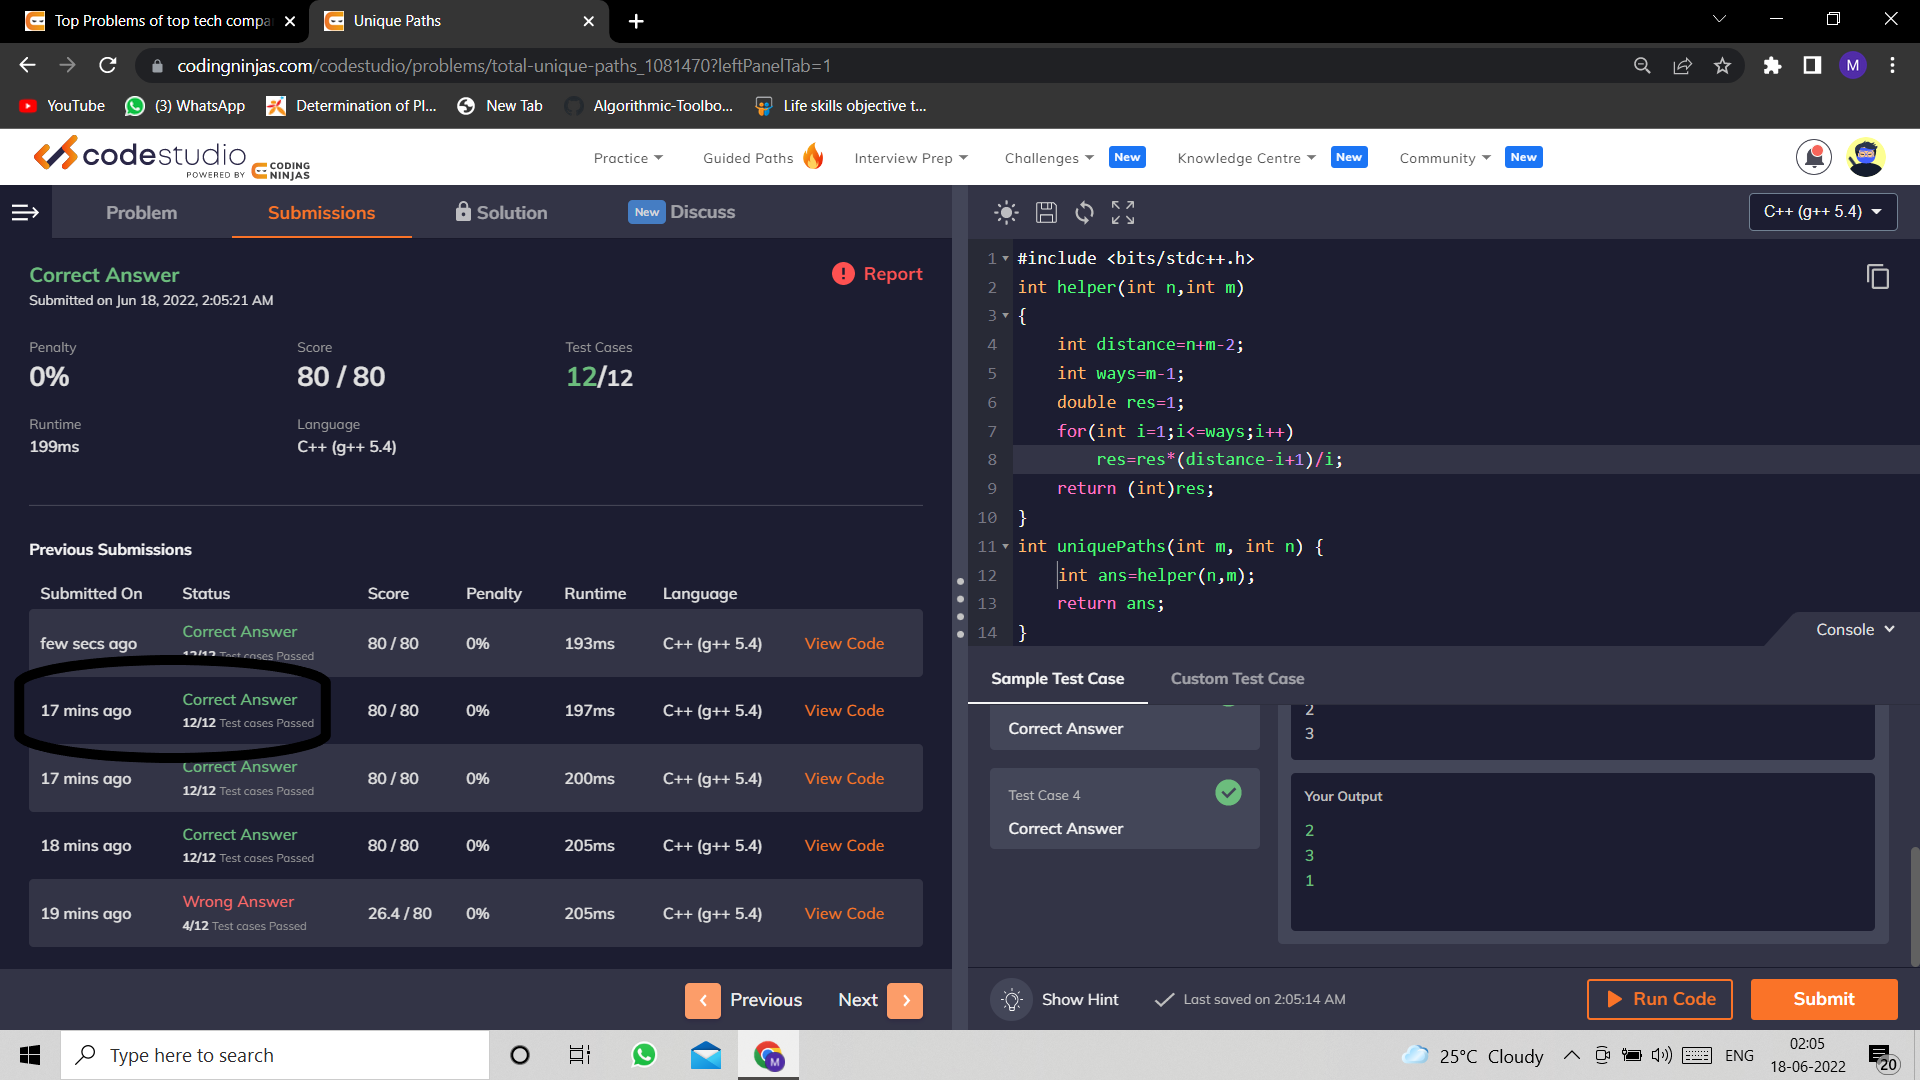 Top Problems of top tech compa
Unique Paths
codingninjas.com/codestudio/problems/total-unique-paths_1081470?leftPanelTab=1
M
YouTube
(3) WhatsApp
Determination of Pl...
New Tab
Algorithmic-Toolbo...
Life skills objective t...
codestudio
POWERED BY CODING NINJAS
Practice
Guided Paths
Interview Prep
Challenges New
Knowledge Centre New
Community New
Problem
Submissions
Solution
New Discuss
C++ (g++ 5.4)
Correct Answer
Report
Submitted on Jun 18, 2022, 2:05:21 AM
Penalty Score Test Cases
0% 80 / 80 12/12
Runtime Language
199ms C++ (g++ 5.4)
Previous Submissions
Submitted On Status Score Penalty Runtime Language
few secs ago Correct Answer 80 / 80 0% 193ms C++ (g++ 5.4) View Code
12/12 Test cases Passed
17 mins ago Correct Answer 80 / 80 0% 197ms C++ (g++ 5.4) View Code
12/12 Test cases Passed
17 mins ago Correct Answer 80 / 80 0% 200ms C++ (g++ 5.4) View Code
12/12 Test cases Passed
18 mins ago Correct Answer 80 / 80 0% 205ms C++ (g++ 5.4) View Code
12/12 Test cases Passed
19 mins ago Wrong Answer 26.4 / 80 0% 205ms C++ (g++ 5.4) View Code
4/12 Test cases Passed
Previous Next
1 #include <bits/stdc++.h>
2 int helper(int n,int m)
3 {
4 int distance=n+m-2;
5 int ways=m-1;
6 double res=1;
7 for(int i=1;i<=ways;i++)
8 res=res*(distance-i+1)/i;
9 return (int)res;
10 }
11 int uniquePaths(int m, int n) {
12 int ans=helper(n,m);
13 return ans;
14 }
Console
Sample Test Case
Custom Test Case
Correct Answer
Test Case 4
Correct Answer
2
3
Your Output
2
3
1
Show Hint
Last saved on 2:05:14 AM
Run Code
Submit
Type here to search
M
25°C Cloudy
ENG
02:05
18-06-2022
20